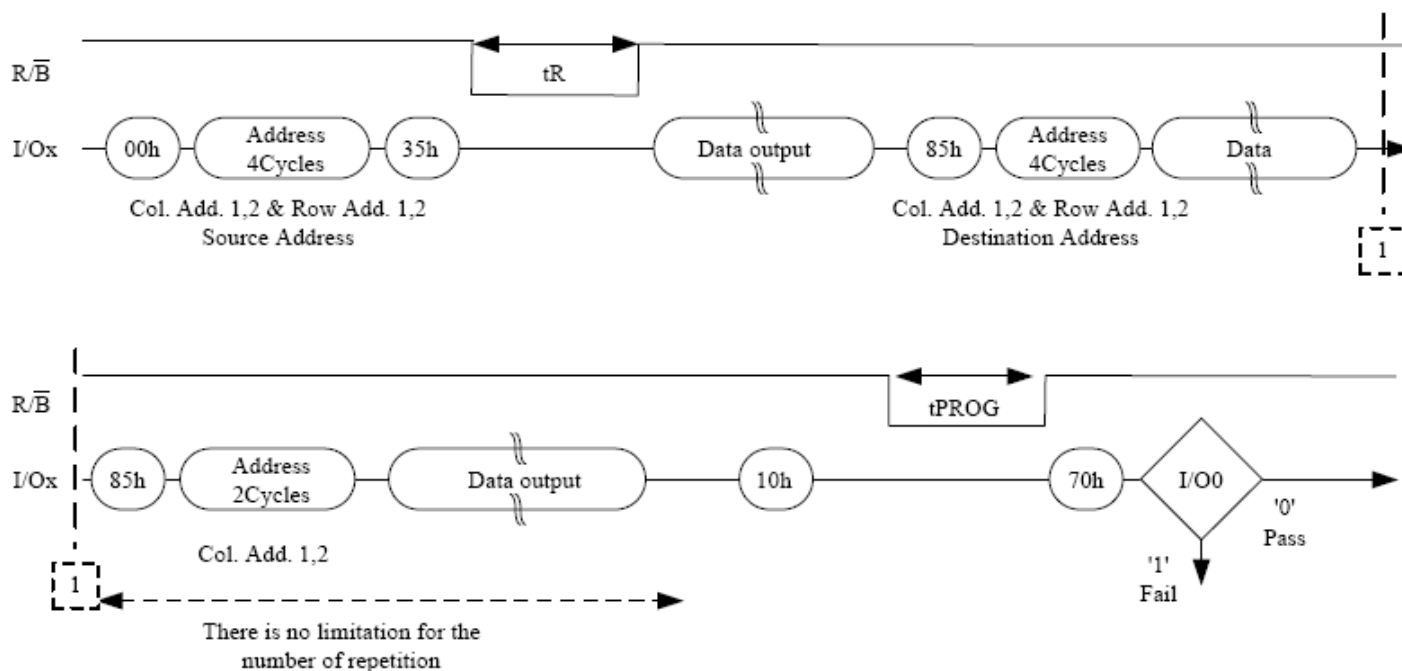 R/B
tR
I/Ox
00h
Address
4Cycles
35h
Data output
85h
Address
4Cycles
Data
Col. Add. 1,2 & Row Add. 1,2
Source Address
Col. Add. 1,2 & Row Add. 1,2
Destination Address
1
R/B
tPROG
I/Ox
85h
Address
2Cycles
Data output
10h
70h
I/O0
'0'
Pass
Col. Add. 1,2
'1'
Fail
1
There is no limitation for the
number of repetition